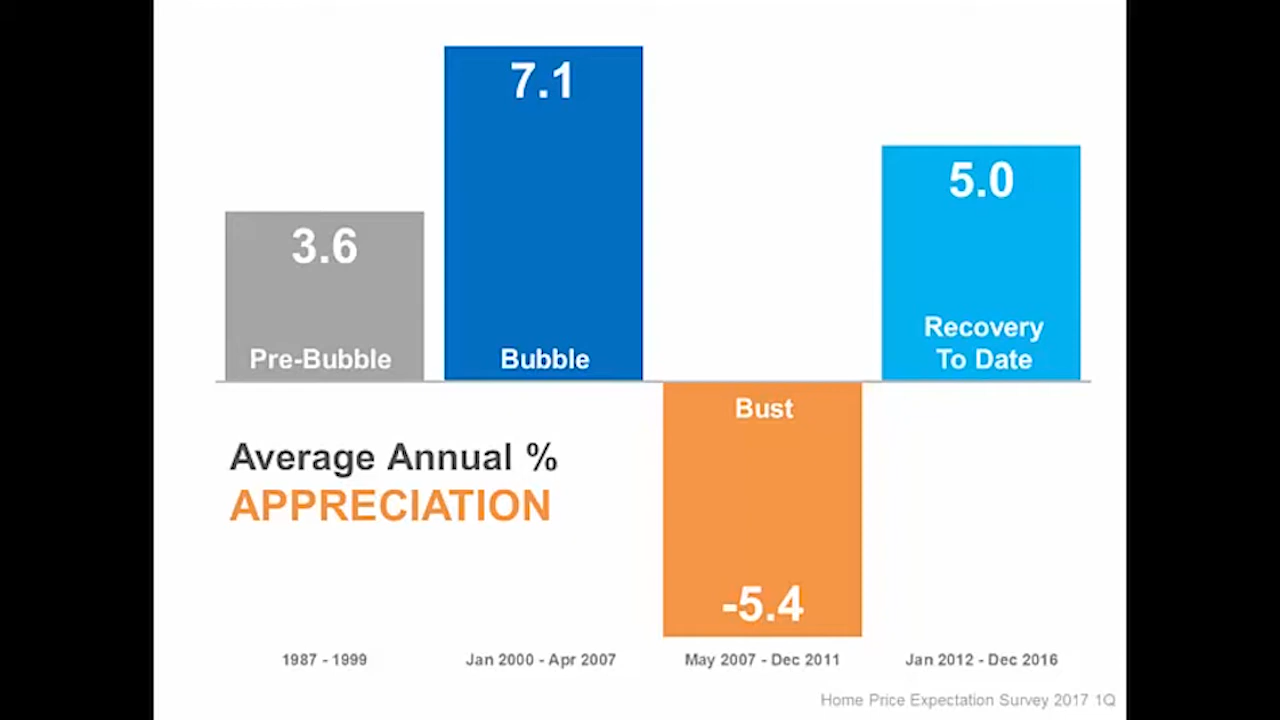 3.6
Pre-Bubble
7.1
Bubble
Bust
-5.4
5.0
Recovery
To Date
Average Annual %
APPRECIATION
1987 - 1999
Jan 2000 - Apr 2007
May 2007 - Dec 2011
Jan 2012 - Dec 2016
Home Price Expectation Survey 2017 1Q